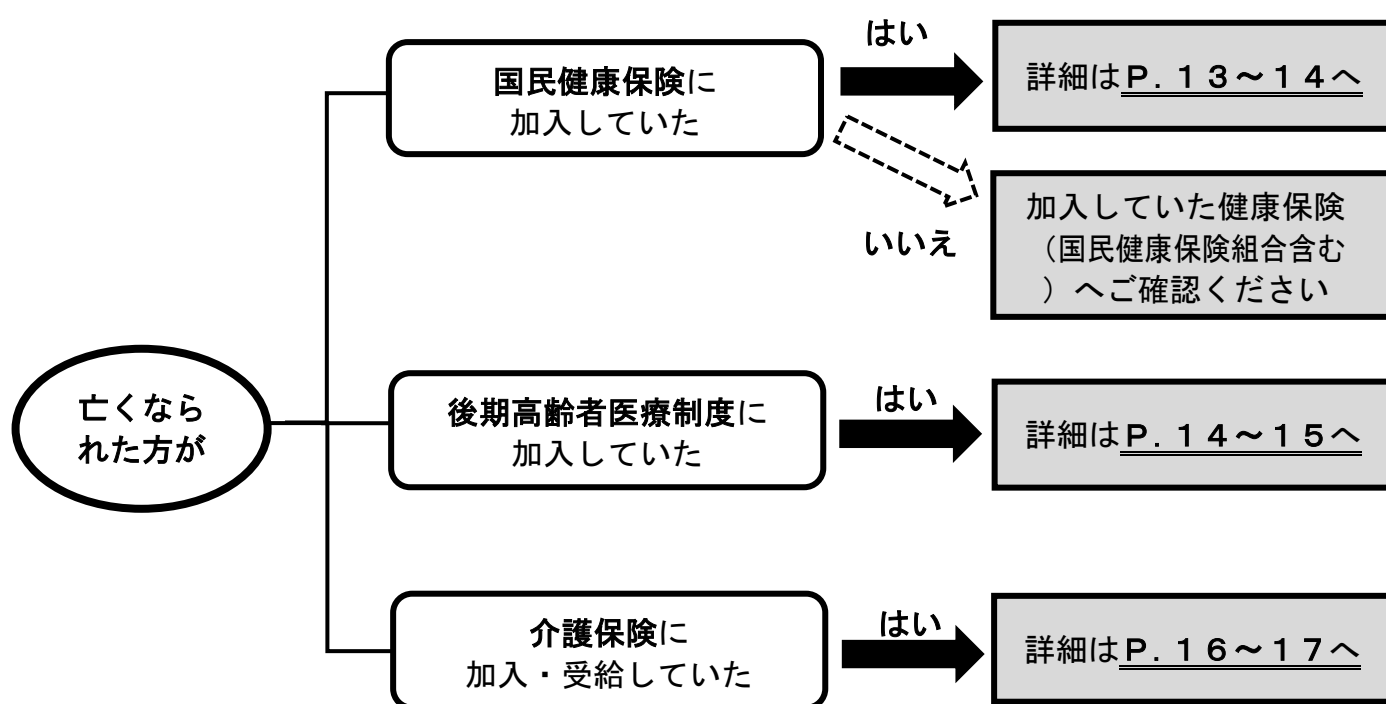 はい
国民健康保険に
加入していた
詳細はP．１３～１４へ
いいえ
加入していた健康保険
（国民健康保険組合含む
）へご確認ください
亡くなら
れた方が
後期高齢者医療制度に
加入していた
はい
詳細はP．１４～１５へ
介護保険に
加入・受給していた
はい
詳細はP．１６～１７へ